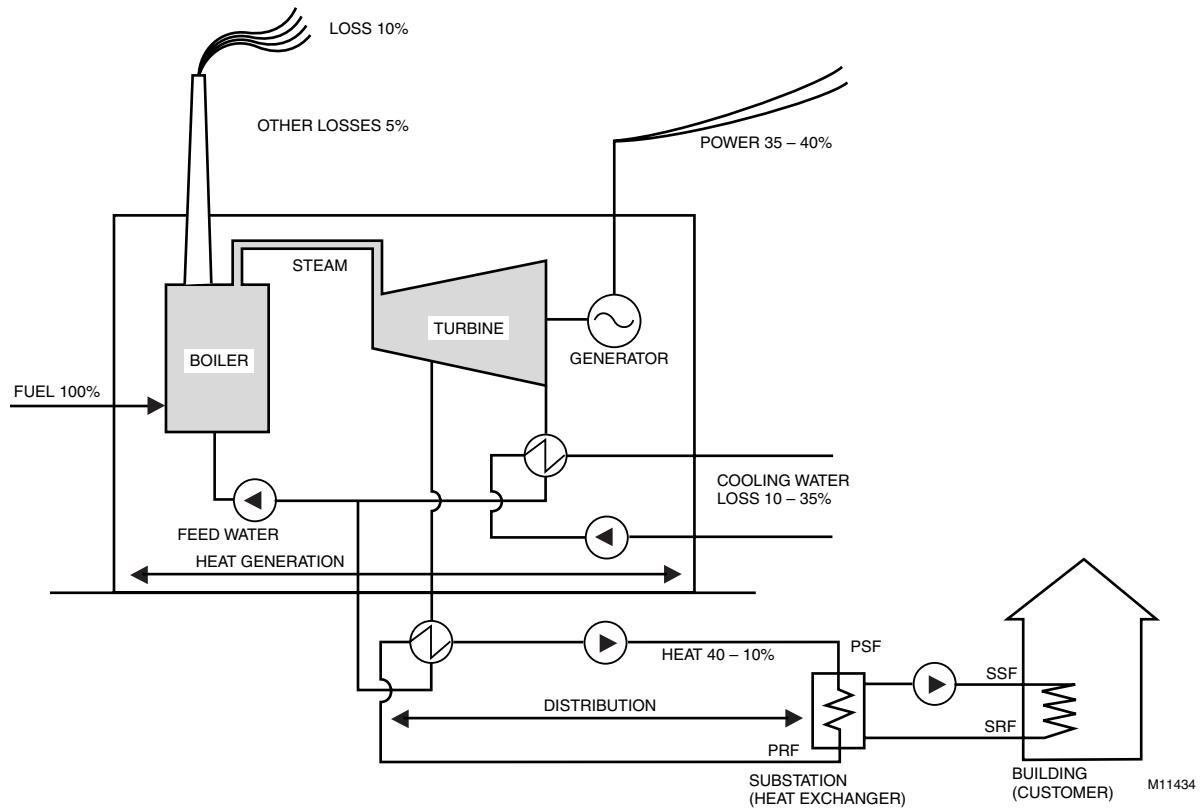 LOSS 10%
OTHER LOSSES 5%
POWER 35 – 40%
STEAM
TURBINE
BOILER
GENERATOR
FUEL 100%
COOLING WATER
LOSS 10 – 35%
FEED WATER
HEAT GENERATION
HEAT 40 – 10%
PSF
SSF
DISTRIBUTION
SRF
PRF
SUBSTATION
(HEAT EXCHANGER)
BUILDING
(CUSTOMER)
M11434